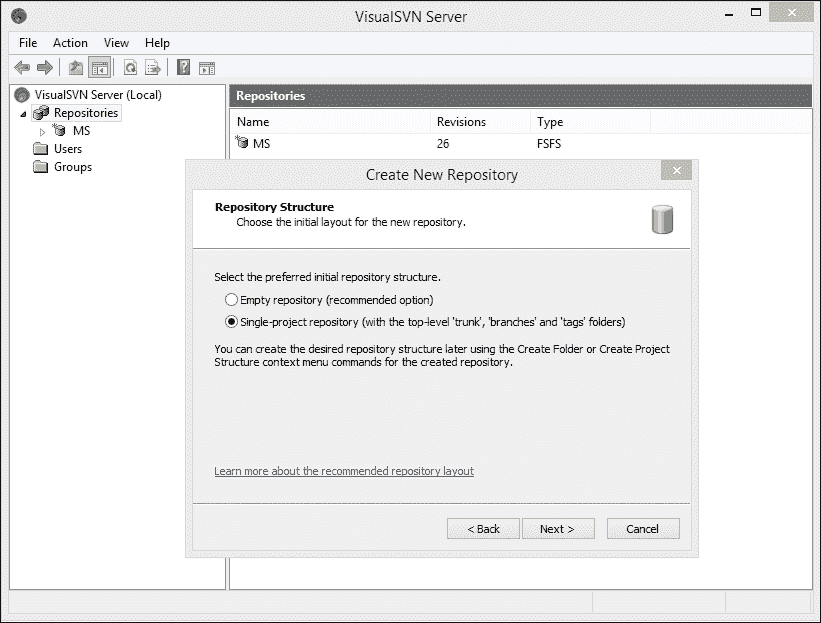 VisualSVN Server
File Action View Help
VisualSVN Server (Local)
Repositories
MS
Users
Groups
Repositories
Name Revisions Type
MS 26 FSFS
Create New Repository
Repository Structure
Choose the initial layout for the new repository.
Select the preferred initial repository structure.
Empty repository (recommended option)
Single-project repository (with the top-level 'trunk', 'branches' and 'tags' folders)
You can create the desired repository structure later using the Create Folder or Create Project
Structure context menu commands for the created repository.
Learn more about the recommended repository layout
< Back Next > Cancel